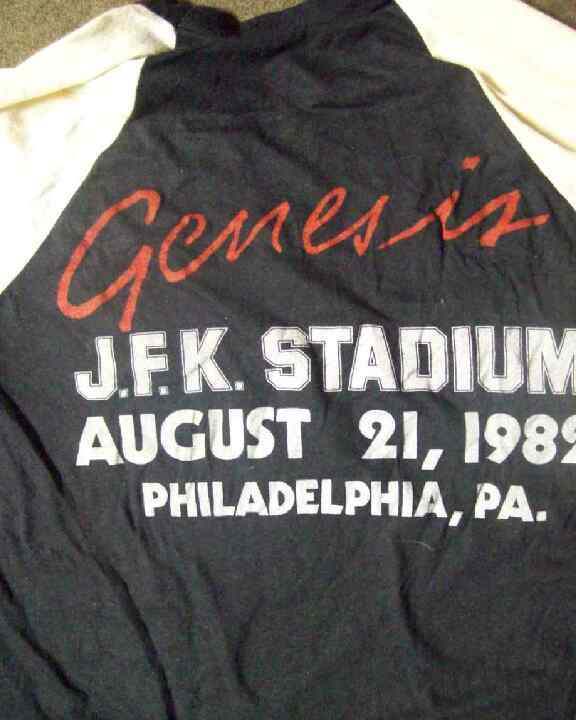 Genesis
J.F.K. STADIUM
AUGUST 21, 1982
PHILADELPHIA, PA.